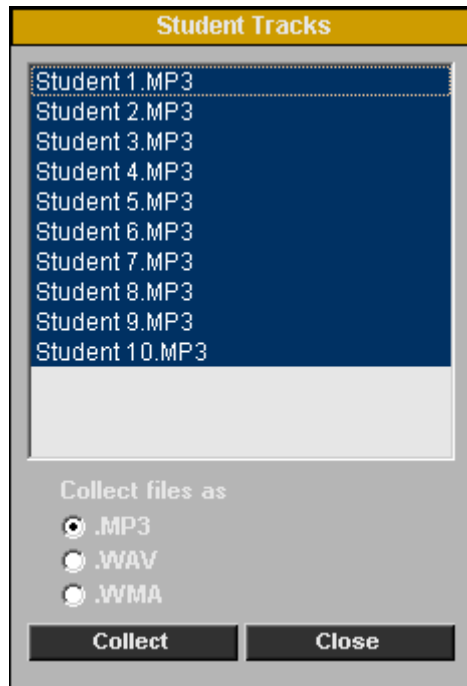 Student Tracks
Student 1.MP3
Student 2.MP3
Student 3.MP3
Student 4.MP3
Student 5.MP3
Student 6.MP3
Student 7.MP3
Student 8.MP3
Student 9.MP3
Student 10.MP3
Collect files as
.MP3
.WAV
.WMA
Collect Close